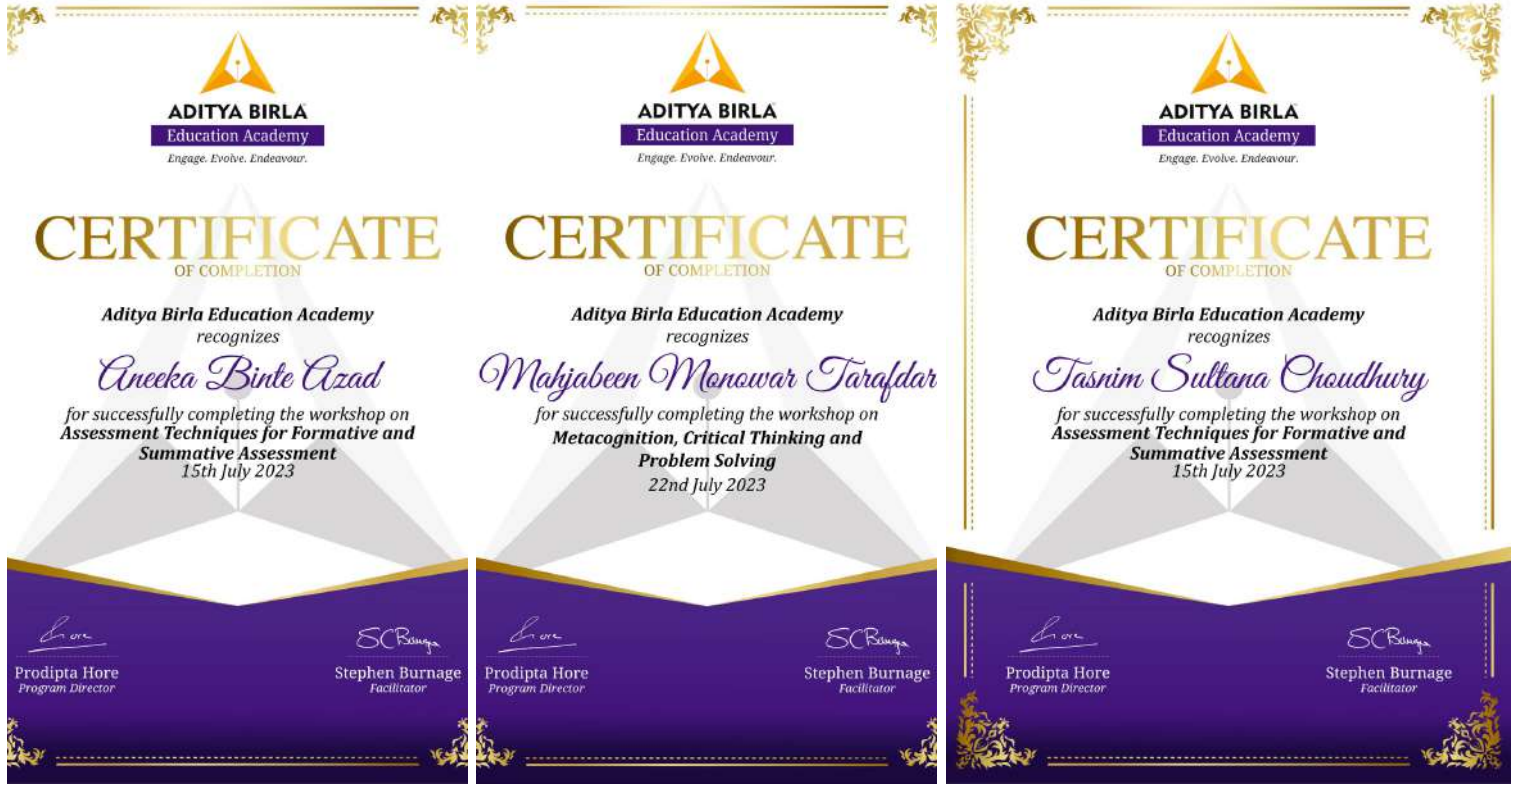 ADITYA BIRLA
Education Academy
Engage. Evolve. Endeavour.
CERTIFICATE
OF COMPLETION
Aditya Birla Education Academy
recognizes
Aneeka Binte Azad
for successfully completing the workshop on
Assessment Techniques for Formative and
Summative Assessment
15th July 2023
Prodipta Hore
Program Director
Stephen Burnage
Facilitator
ADITYA BIRLA
Education Academy
Engage. Evolve. Endeavour.
CERTIFICATE
OF COMPLETION
Aditya Birla Education Academy
recognizes
Mahjabeen Monowar Tarafdar
for successfully completing the workshop on
Metacognition, Critical Thinking and
Problem Solving
22nd July 2023
Prodipta Hore
Program Director
Stephen Burnage
Facilitator
ADITYA BIRLA
Education Academy
Engage. Evolve. Endeavour.
CERTIFICATE
OF COMPLETION
Aditya Birla Education Academy
recognizes
Tasnim Sultana Choudhury
for successfully completing the workshop on
Assessment Techniques for Formative and
Summative Assessment
15th July 2023
Prodipta Hore
Program Director
Stephen Burnage
Facilitator